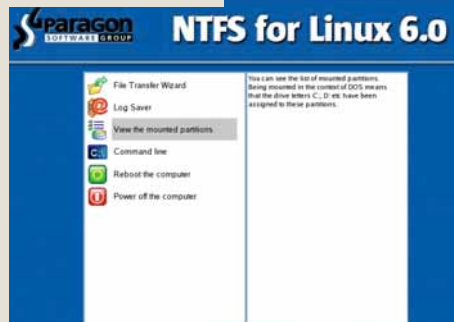 Paragon
SOFTWARE GROUP
NTFS for Linux 6.0
File Transfer Wizard
Log Saver
View the mounted partitions
C:\ Command line
Reboot the computer
Power off the computer
You can see the list of mounted partitions.
Being mounted in the context of DOS means
that the drive letters C:, D: etc have been
assigned to these partitions.